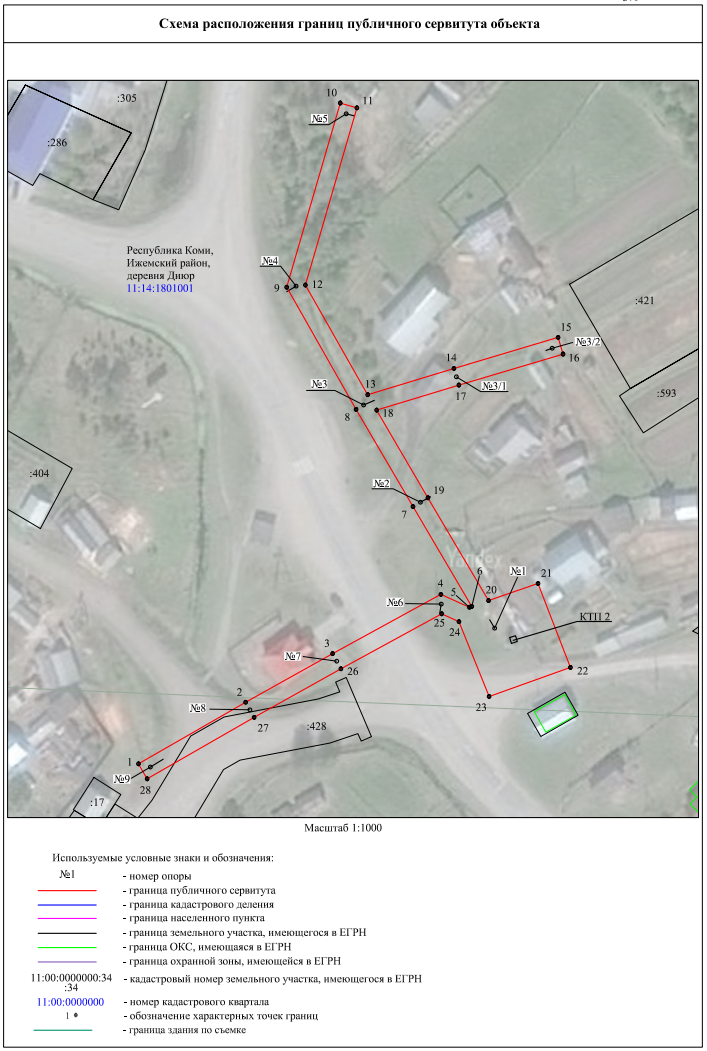 Схема расположения границ публичного сервитута объекта
10
11
:305
№5
:286
Республика Коми,
Ижемский район,
деревня Диюр
11:14:1801001
№4
9
12
:421
15
№3/2
14
16
№3
13
№3/1
17
:593
8
18
:404
№2
19
7
Yandex
4
5
6
20
№1
21
№6
25
24
КТП 2
3
№7
26
22
2
№8
23
27
:428
1
№9
28
:17
Масштаб 1:1000
Используемые условные знаки и обозначения:
№1 - номер опоры
- граница публичного сервитута
- граница кадастрового деления
- граница населенного пункта
- граница земельного участка, имеющегося в ЕГРН
- граница ОКС, имеющаяся в ЕГРН
- граница охранной зоны, имеющейся в ЕГРН
11:00:0000000:34 - кадастровый номер земельного участка, имеющегося в ЕГРН
:34
11:00:0000000 - номер кадастрового квартала
1 - обозначение характерных точек границ
- граница здания по съемке